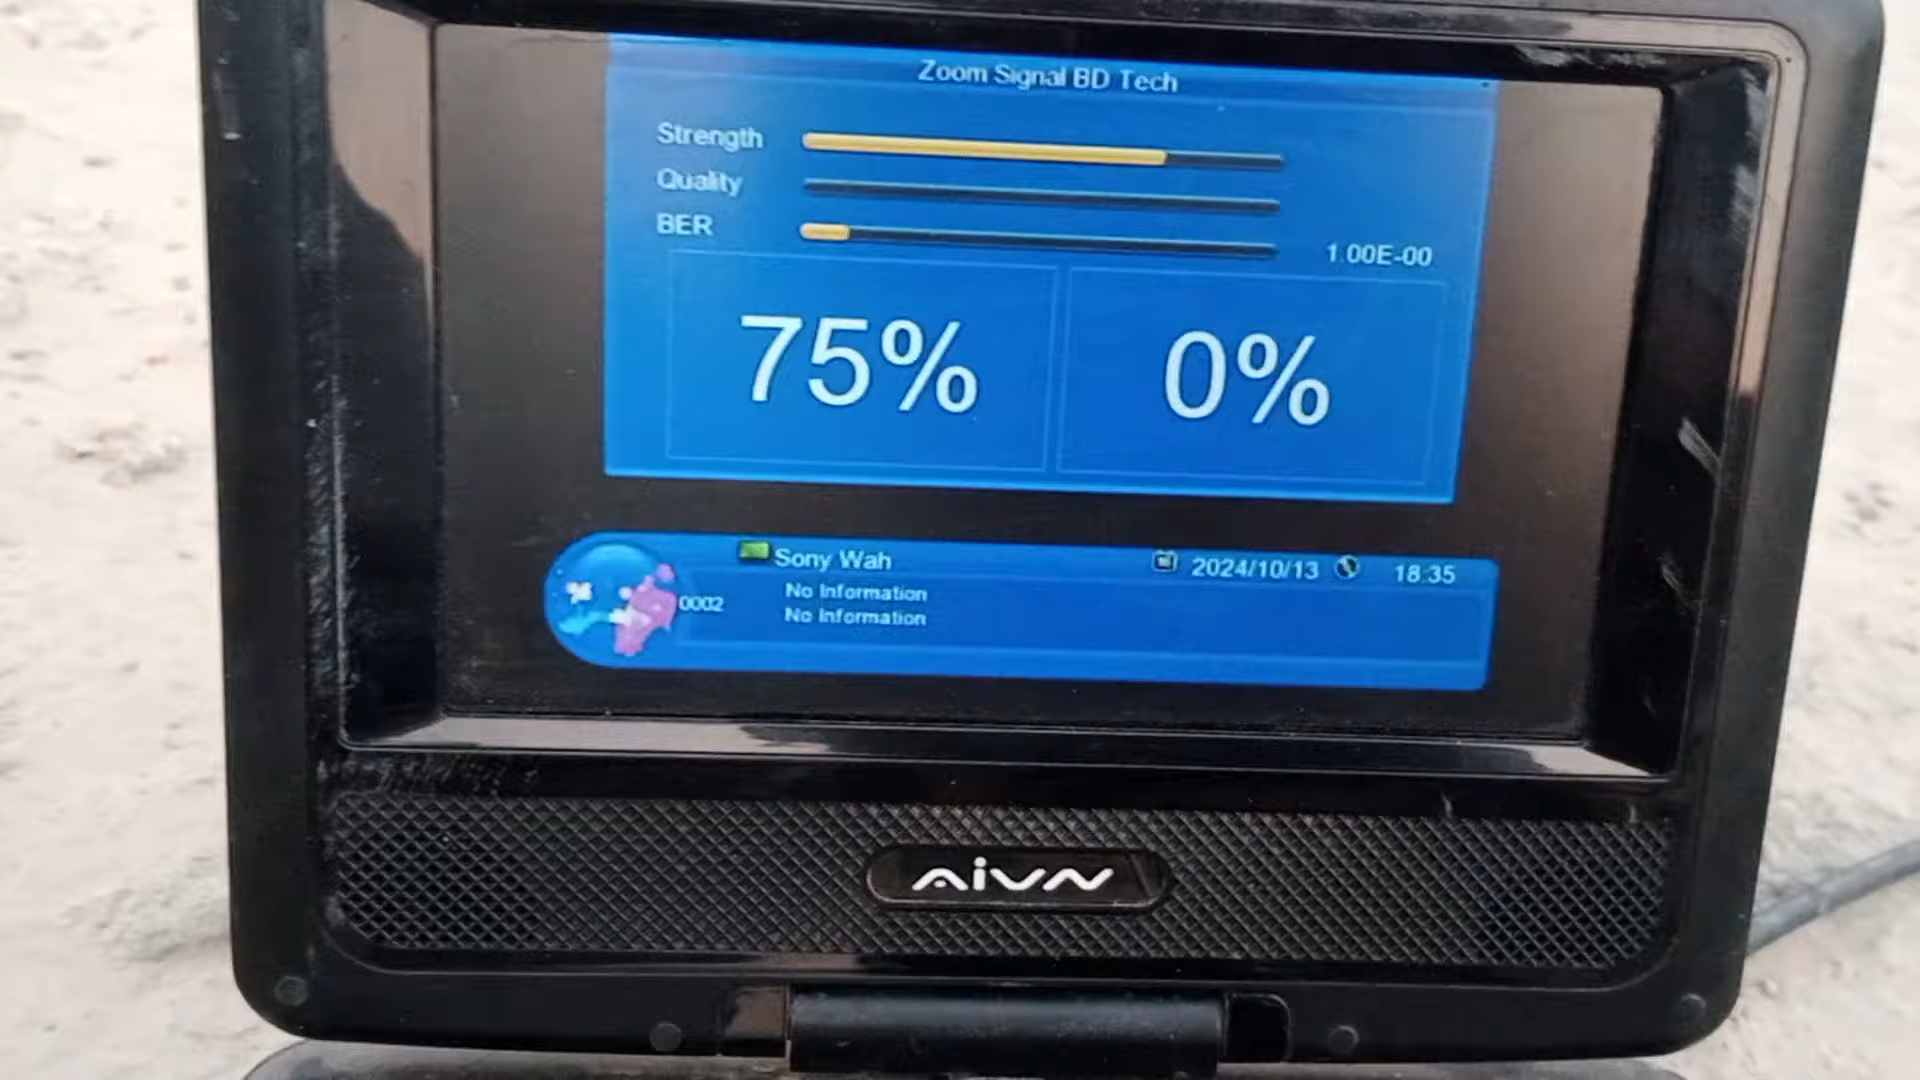 Zoom Signal BD Tech
Strength
Quality
BER
1.00E-00
75%
0%
Sony Wah
2024/10/13
18:35
0002
No Information
No Information
AIVN